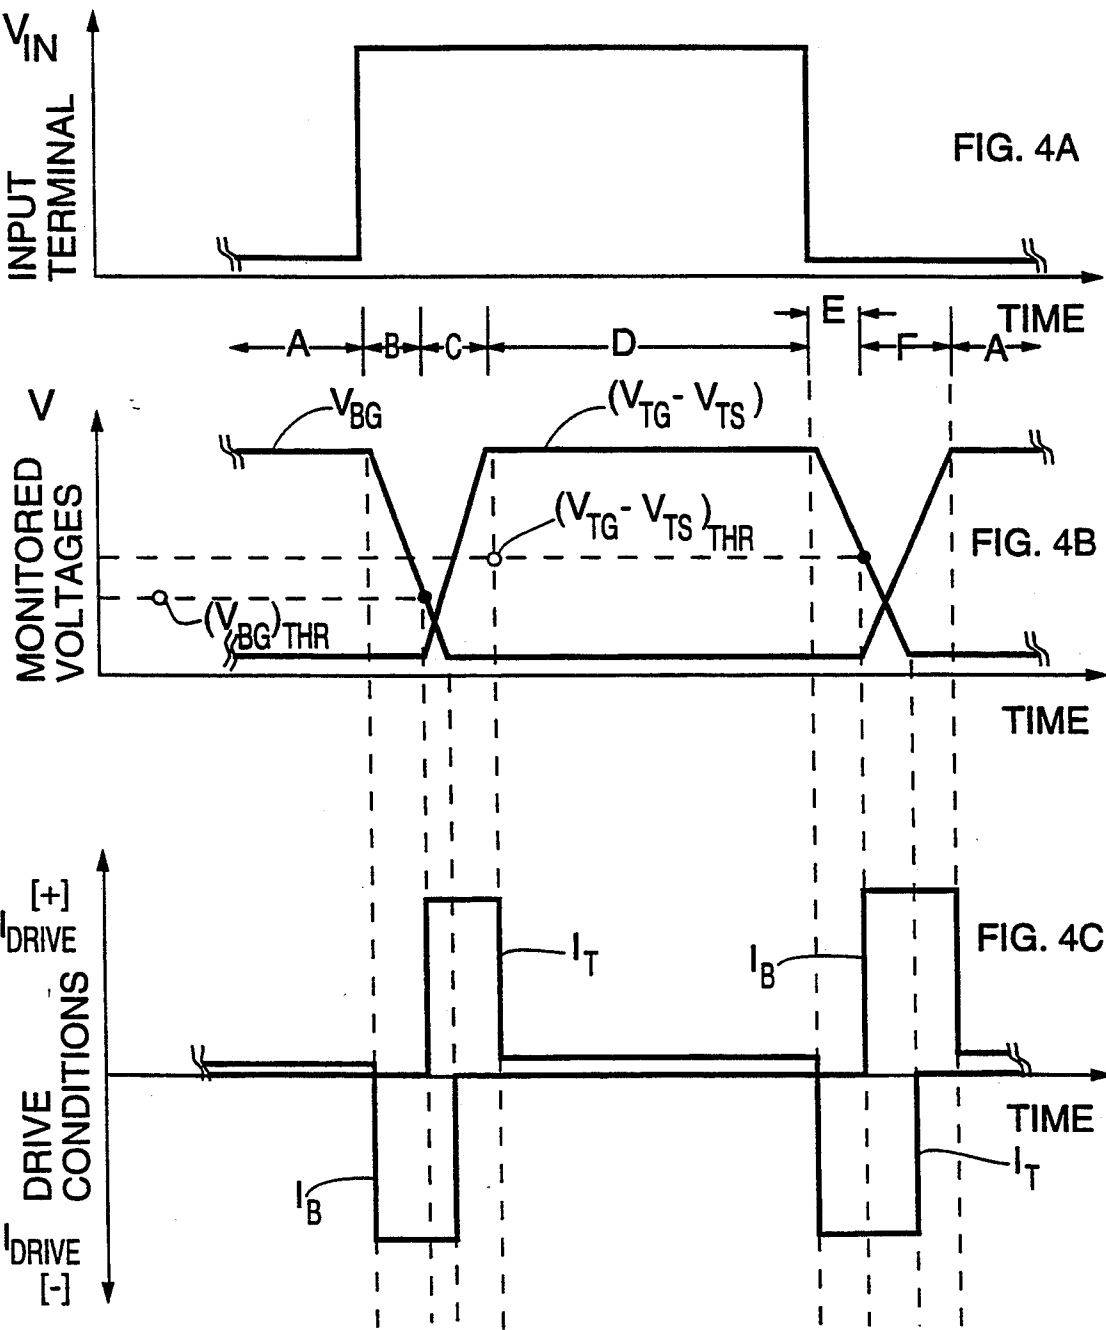 V_IN
INPUT
TERMINAL
FIG. 4A
TIME
A B C D E F A
V
V_BG
(V_TG - V_TS)
(V_TG - V_TS)_THR
(V_BG)_THR
MONITORED
VOLTAGES
FIG. 4B
TIME
[+]
I_DRIVE
I_T
I_B
FIG. 4C
DRIVE
CONDITIONS
TIME
I_B
I_T
I_DRIVE
[-]